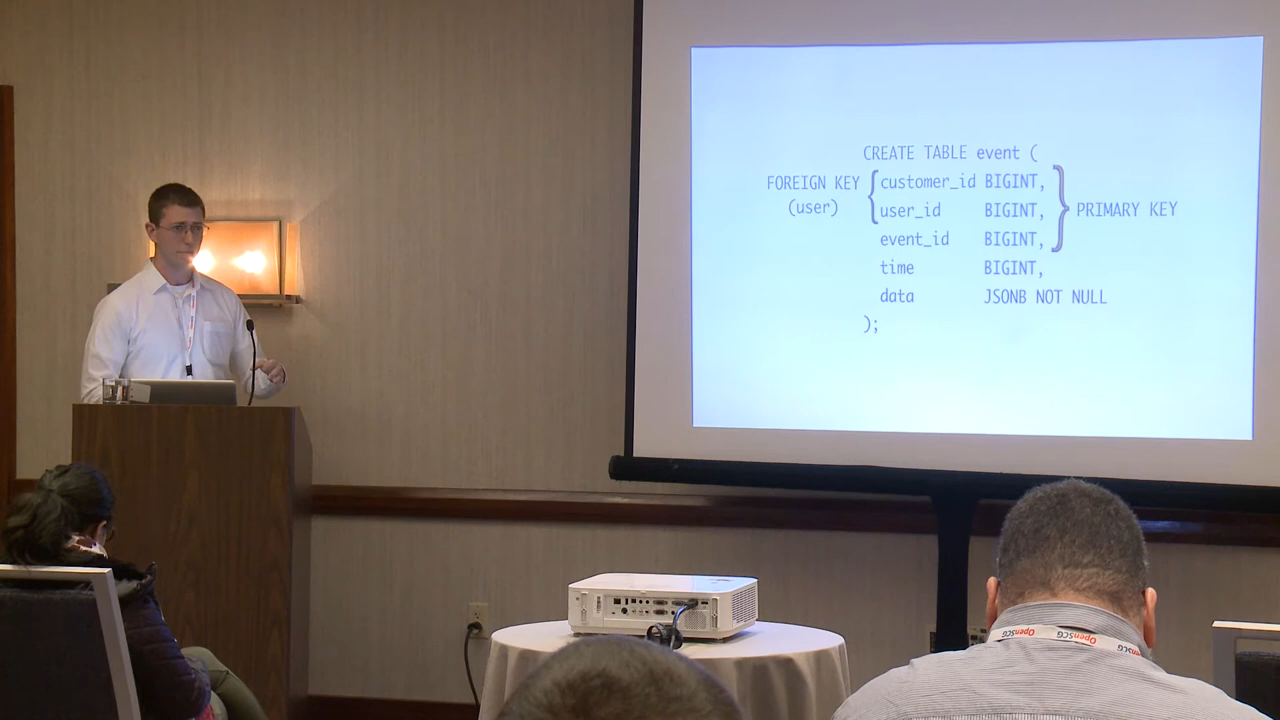 CREATE TABLE event (
FOREIGN KEY
(user)
customer_id BIGINT,
user_id BIGINT,
event_id BIGINT,
PRIMARY KEY
time BIGINT,
data JSONB NOT NULL
);
OpenSCG
OpenSCG